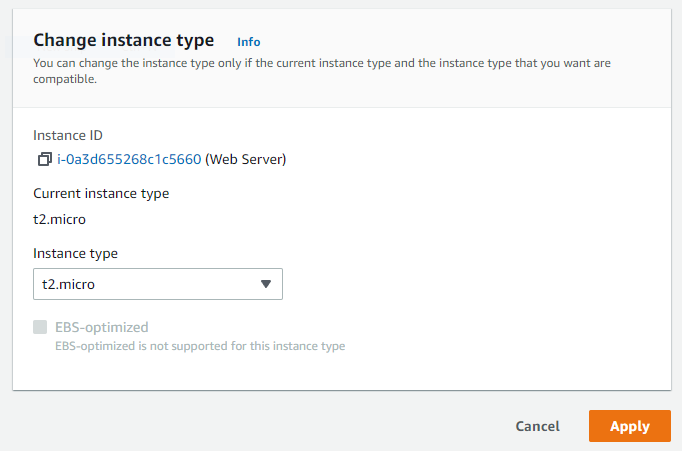 Change instance type Info
You can change the instance type only if the current instance type and the instance type that you want are
compatible.
Instance ID
i-0a3d655268c1c5660 (Web Server)
Current instance type
t2.micro
Instance type
t2.micro
EBS-optimized
EBS-optimized is not supported for this instance type
Cancel Apply